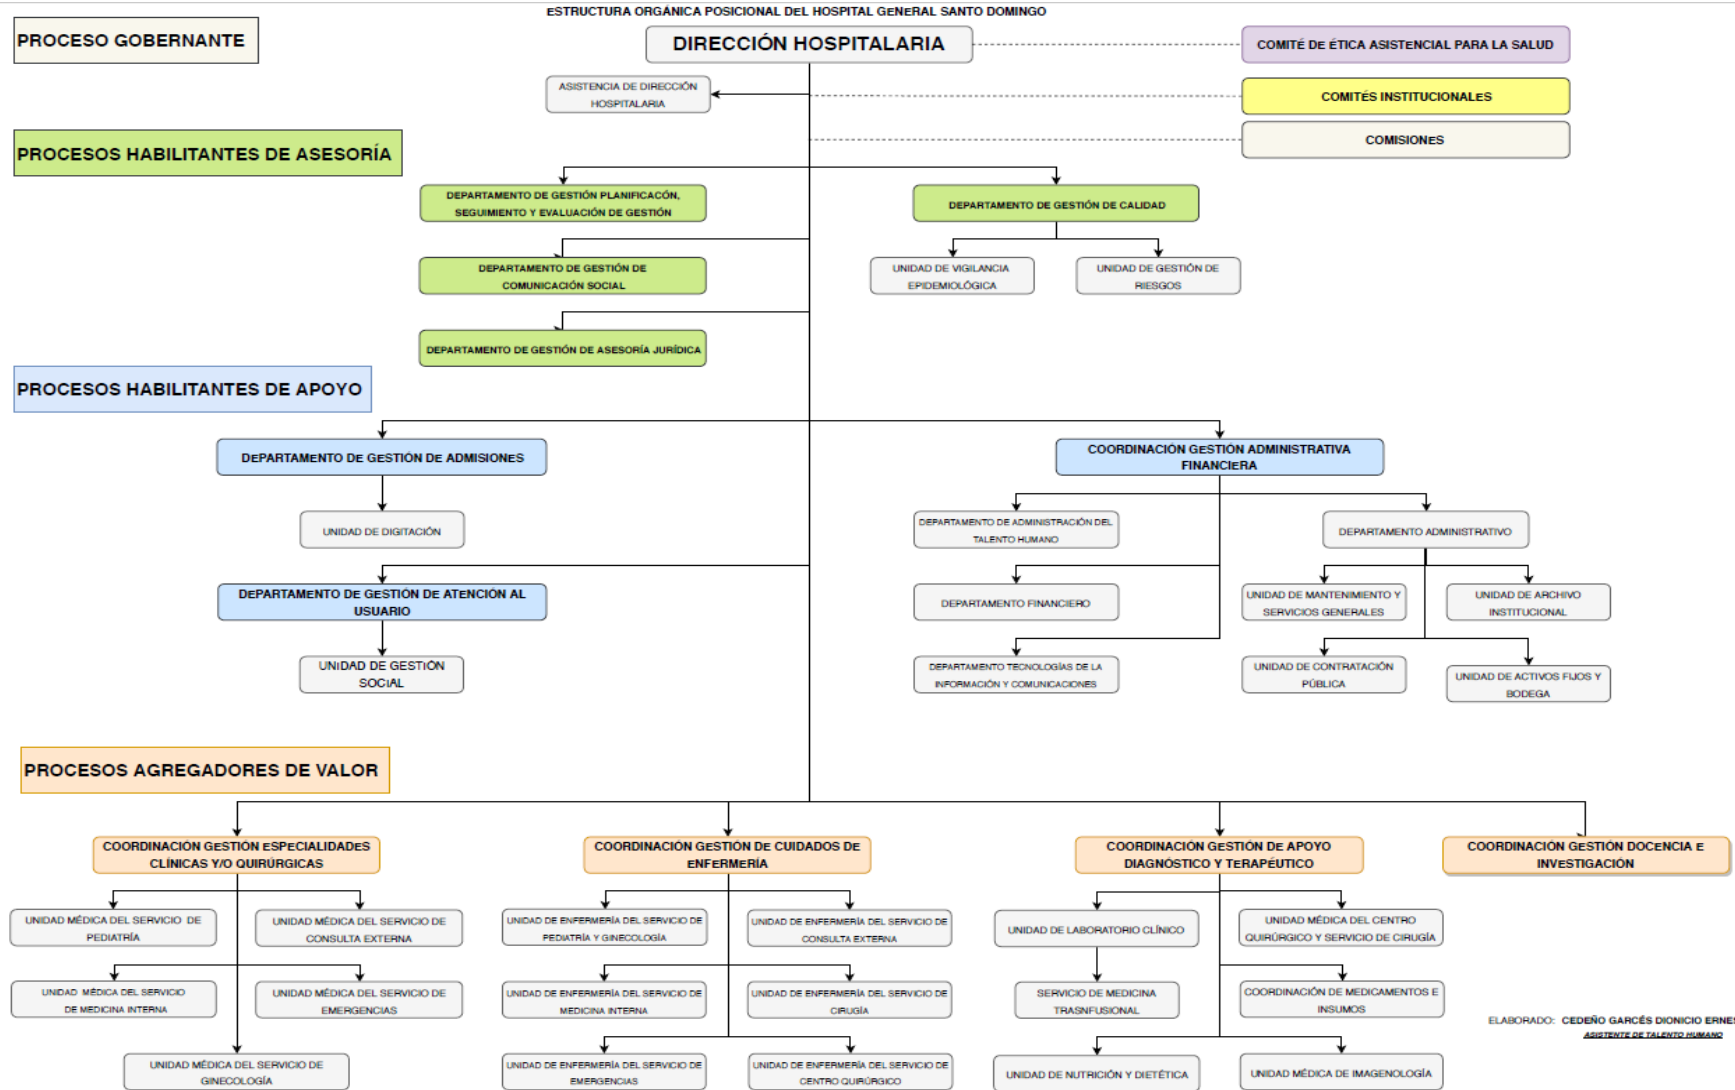 ESTRUCTURA ORGÁNICA POSICIONAL DEL HOSPITAL GENERAL SANTO DOMINGO
PROCESO GOBERNANTE
DIRECCIÓN HOSPITALARIA
COMITÉ DE ÉTICA ASISTENCIAL PARA LA SALUD
ASISTENCIA DE DIRECCIÓN
HOSPITALARIA
COMITÉS INSTITUCIONALES
COMISIONES
PROCESOS HABILITANTES DE ASESORÍA
DEPARTAMENTO DE GESTIÓN PLANIFICACÓN,
SEGUIMIENTO Y EVALUACIÓN DE GESTIÓN
DEPARTAMENTO DE GESTIÓN DE CALIDAD
DEPARTAMENTO DE GESTIÓN DE
COMUNICACIÓN SOCIAL
UNIDAD DE VIGILANCIA
EPIDEMIOLÓGICA
UNIDAD DE GESTIÓN DE
RIESGOS
DEPARTAMENTO DE GESTIÓN DE ASESORÍA JURÍDICA
PROCESOS HABILITANTES DE APOYO
DEPARTAMENTO DE GESTIÓN DE ADMISIONES
COORDINACIÓN GESTIÓN ADMINISTRATIVA
FINANCIERA
UNIDAD DE DIGITACIÓN
DEPARTAMENTO DE ADMINISTRACIÓN DEL
TALENTO HUMANO
DEPARTAMENTO ADMINISTRATIVO
DEPARTAMENTO DE GESTIÓN DE ATENCIÓN AL
USUARIO
DEPARTAMENTO FINANCIERO
UNIDAD DE MANTENIMIENTO Y
SERVICIOS GENERALES
UNIDAD DE ARCHIVO
INSTITUCIONAL
UNIDAD DE GESTIÓN
SOCIAL
DEPARTAMENTO TECNOLOGÍAS DE LA
INFORMACIÓN Y COMUNICACIONES
UNIDAD DE CONTRATACIÓN
PÚBLICA
UNIDAD DE ACTIVOS FIJOS Y
BODEGA
PROCESOS AGREGADORES DE VALOR
COORDINACIÓN GESTIÓN ESPECIALIDADES
CLÍNICAS Y/O QUIRÚRGICAS
COORDINACIÓN GESTIÓN DE CUIDADOS DE
ENFERMERÍA
COORDINACIÓN GESTIÓN DE APOYO
DIAGNÓSTICO Y TERAPÉUTICO
COORDINACIÓN GESTIÓN DOCENCIA E
INVESTIGACIÓN
UNIDAD MÉDICA DEL SERVICIO DE
PEDIATRÍA
UNIDAD MÉDICA DEL SERVICIO DE
CONSULTA EXTERNA
UNIDAD DE ENFERMERÍA DEL SERVICIO DE
PEDIATRÍA Y GINECOLOGÍA
UNIDAD DE ENFERMERÍA DEL SERVICIO DE
CONSULTA EXTERNA
UNIDAD DE LABORATORIO CLÍNICO
UNIDAD MÉDICA DEL CENTRO
QUIRÚRGICO Y SERVICIO DE CIRUGÍA
UNIDAD MÉDICA DEL SERVICIO
DE MEDICINA INTERNA
UNIDAD MÉDICA DEL SERVICIO DE
EMERGENCIAS
UNIDAD DE ENFERMERÍA DEL SERVICIO DE
MEDICINA INTERNA
UNIDAD DE ENFERMERÍA DEL SERVICIO DE
CIRUGÍA
SERVICIO DE MEDICINA
TRASNFUSIONAL
COORDINACIÓN DE MEDICAMENTOS E
INSUMOS
ELABORADO: CEDEÑO GARCÉS DIONICIO ERNES
ASISTENTE DE TALENTO HUMANO
UNIDAD MÉDICA DEL SERVICIO DE
GINECOLOGÍA
UNIDAD DE ENFERMERÍA DEL SERVICIO DE
EMERGENCIAS
UNIDAD DE ENFERMERÍA DEL SERVICIO DE
CENTRO QUIRÚRGICO
UNIDAD DE NUTRICIÓN Y DIETÉTICA
UNIDAD MÉDICA DE IMAGENOLOGÍA